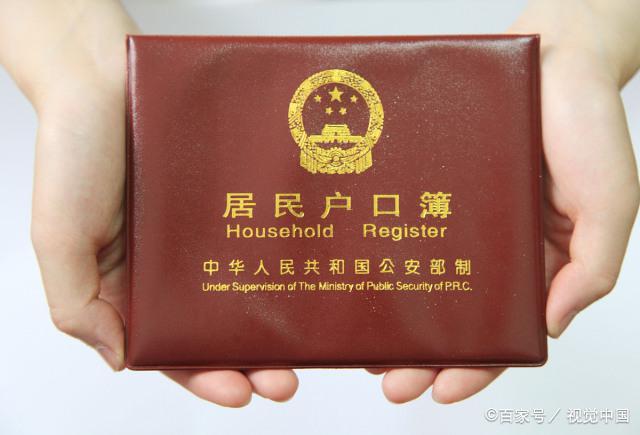 居民户口簿
Household Register
中华人民共和国公安部制
Under Supervision of The Ministry of Public Security of P.R.C.
©百家号／视觉中国